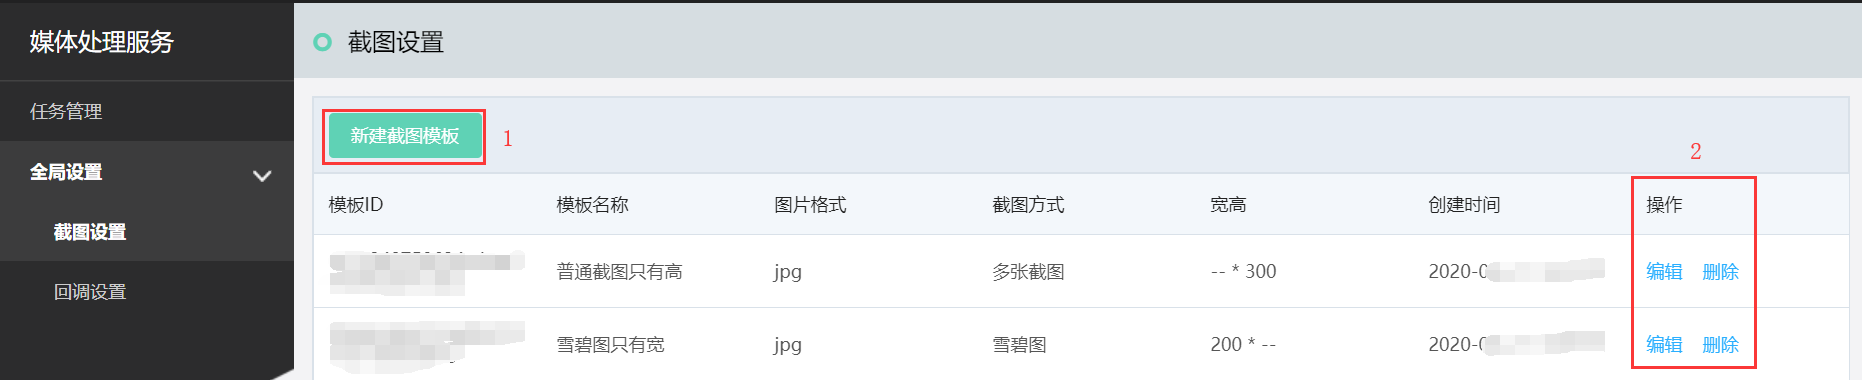 媒体处理服务
截图设置
任务管理
全局设置
截图设置
回调设置
新建截图模板
1
2
模板ID 模板名称 图片格式 截图方式 宽高 创建时间 操作
普通截图只有高 jpg 多张截图 -- * 300 2020-0 编辑 删除
雪碧图只有宽 jpg 雪碧图 200 * -- 2020-0 编辑 删除